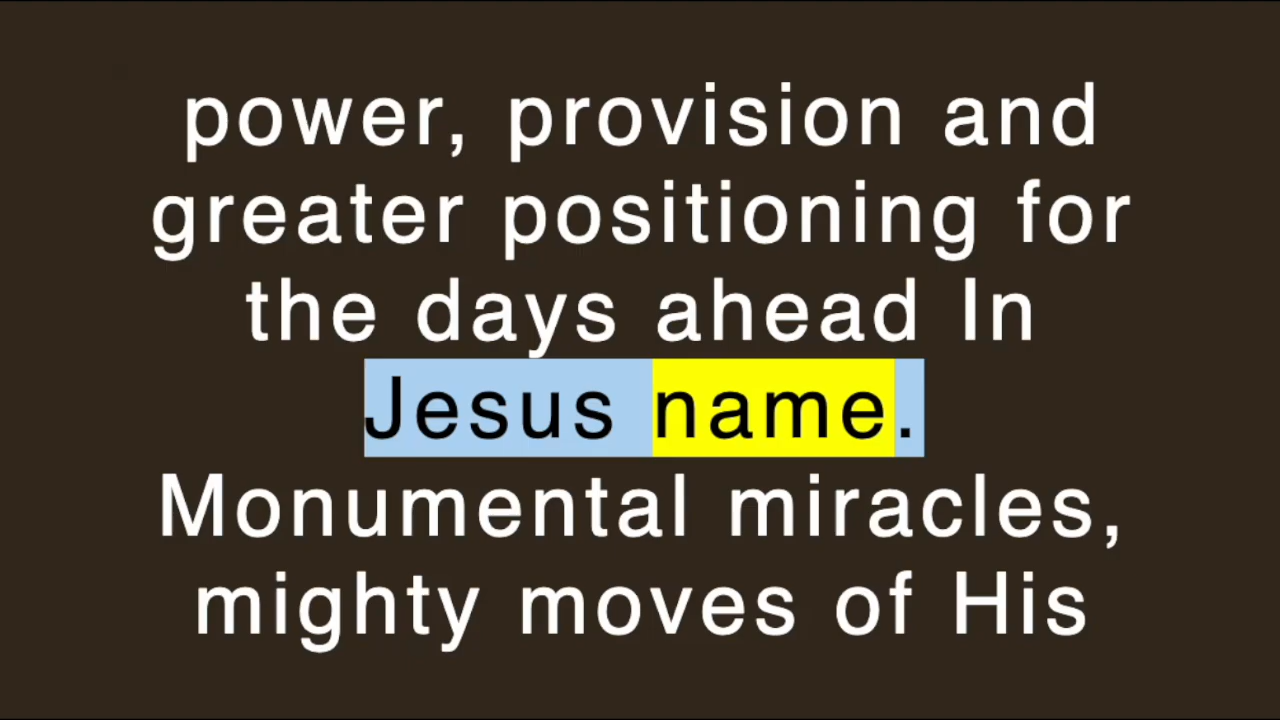 power, provision and
greater positioning for
the days ahead In
Jesus name.
Monumental miracles,
mighty moves of His